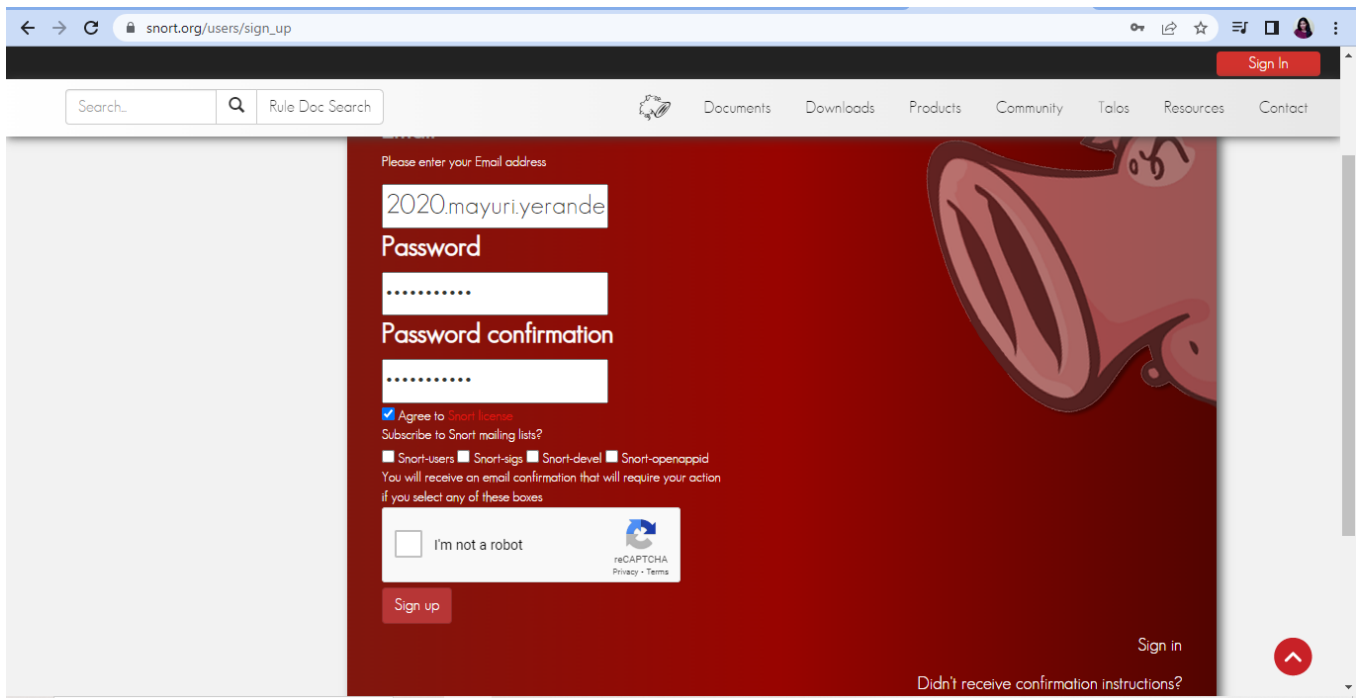 snort.org/users/sign_up
Sign In
Search...
Rule Doc Search
Documents
Downloads
Products
Community
Talos
Resources
Contact
Email
Please enter your Email address
2020.mayuri.yerande
Password
Password confirmation
Agree to Snort license
Subscribe to Snort mailing lists?
Snort-users Snort-sigs Snort-devel Snort-openappid
You will receive an email confirmation that will require your action
if you select any of these boxes
I'm not a robot
reCAPTCHA
Privacy - Terms
Sign up
Sign in
Didn't receive confirmation instructions?